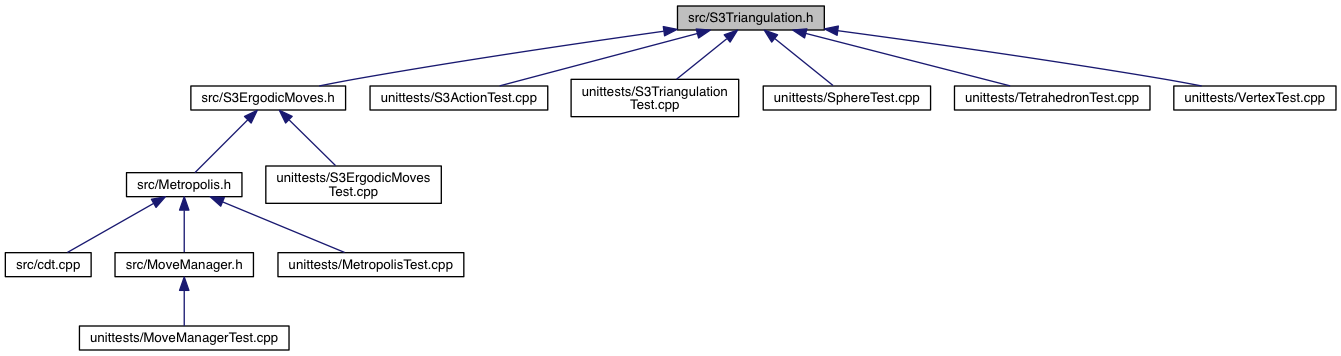 src/S3Triangulation.h
src/S3ErgodicMoves.h
unittests/S3ActionTest.cpp
unittests/S3Triangulation
Test.cpp
unittests/SphereTest.cpp
unittests/TetrahedronTest.cpp
unittests/VertexTest.cpp
src/Metropolis.h
unittests/S3ErgodicMoves
Test.cpp
src/cdt.cpp
src/MoveManager.h
unittests/MetropolisTest.cpp
unittests/MoveManagerTest.cpp